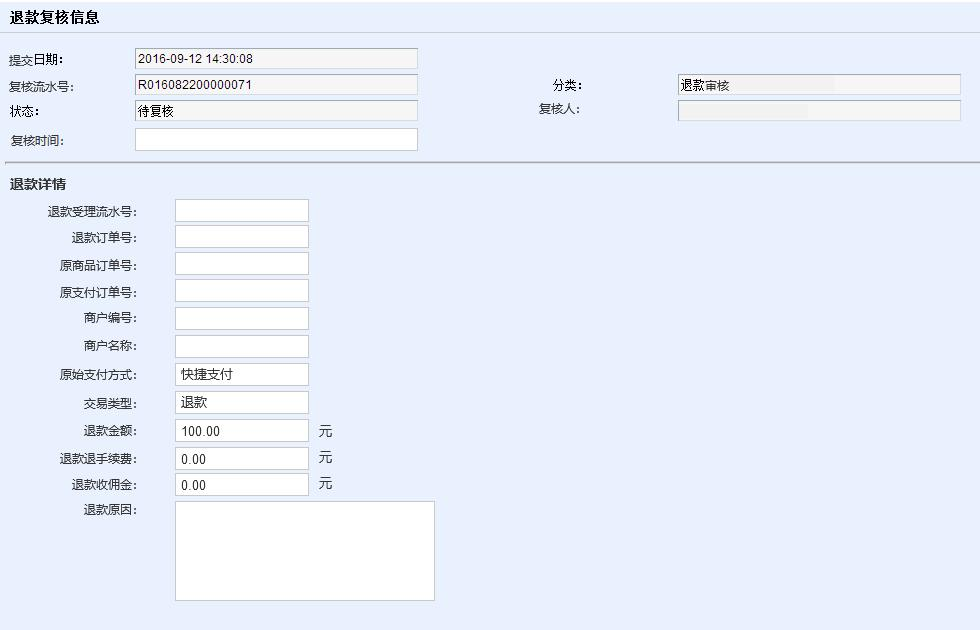 退款复核信息
提交日期: 2016-09-12 14:30:08
复核流水号: R016082200000071 分类: 退款审核
状态: 待复核 复核人:
复核时间:
退款详情
退款受理流水号:
退款订单号:
原商品订单号:
原支付订单号:
商户编号:
商户名称:
原始支付方式: 快捷支付
交易类型: 退款
退款金额: 100.00 元
退款退手续费: 0.00 元
退款收佣金: 0.00 元
退款原因: